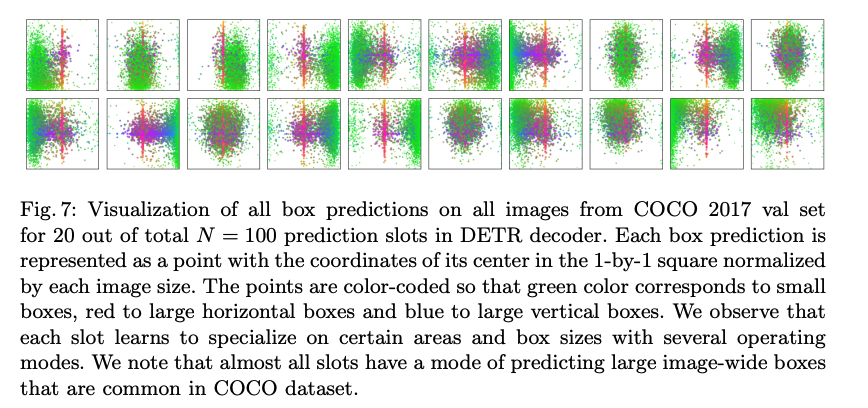 Fig. 7: Visualization of all box predictions on all images from COCO 2017 val set
for 20 out of total N = 100 prediction slots in DETR decoder. Each box prediction is
represented as a point with the coordinates of its center in the 1-by-1 square normalized
by each image size. The points are color-coded so that green color corresponds to small
boxes, red to large horizontal boxes and blue to large vertical boxes. We observe that
each slot learns to specialize on certain areas and box sizes with several operating
modes. We note that almost all slots have a mode of predicting large image-wide boxes
that are common in COCO dataset.